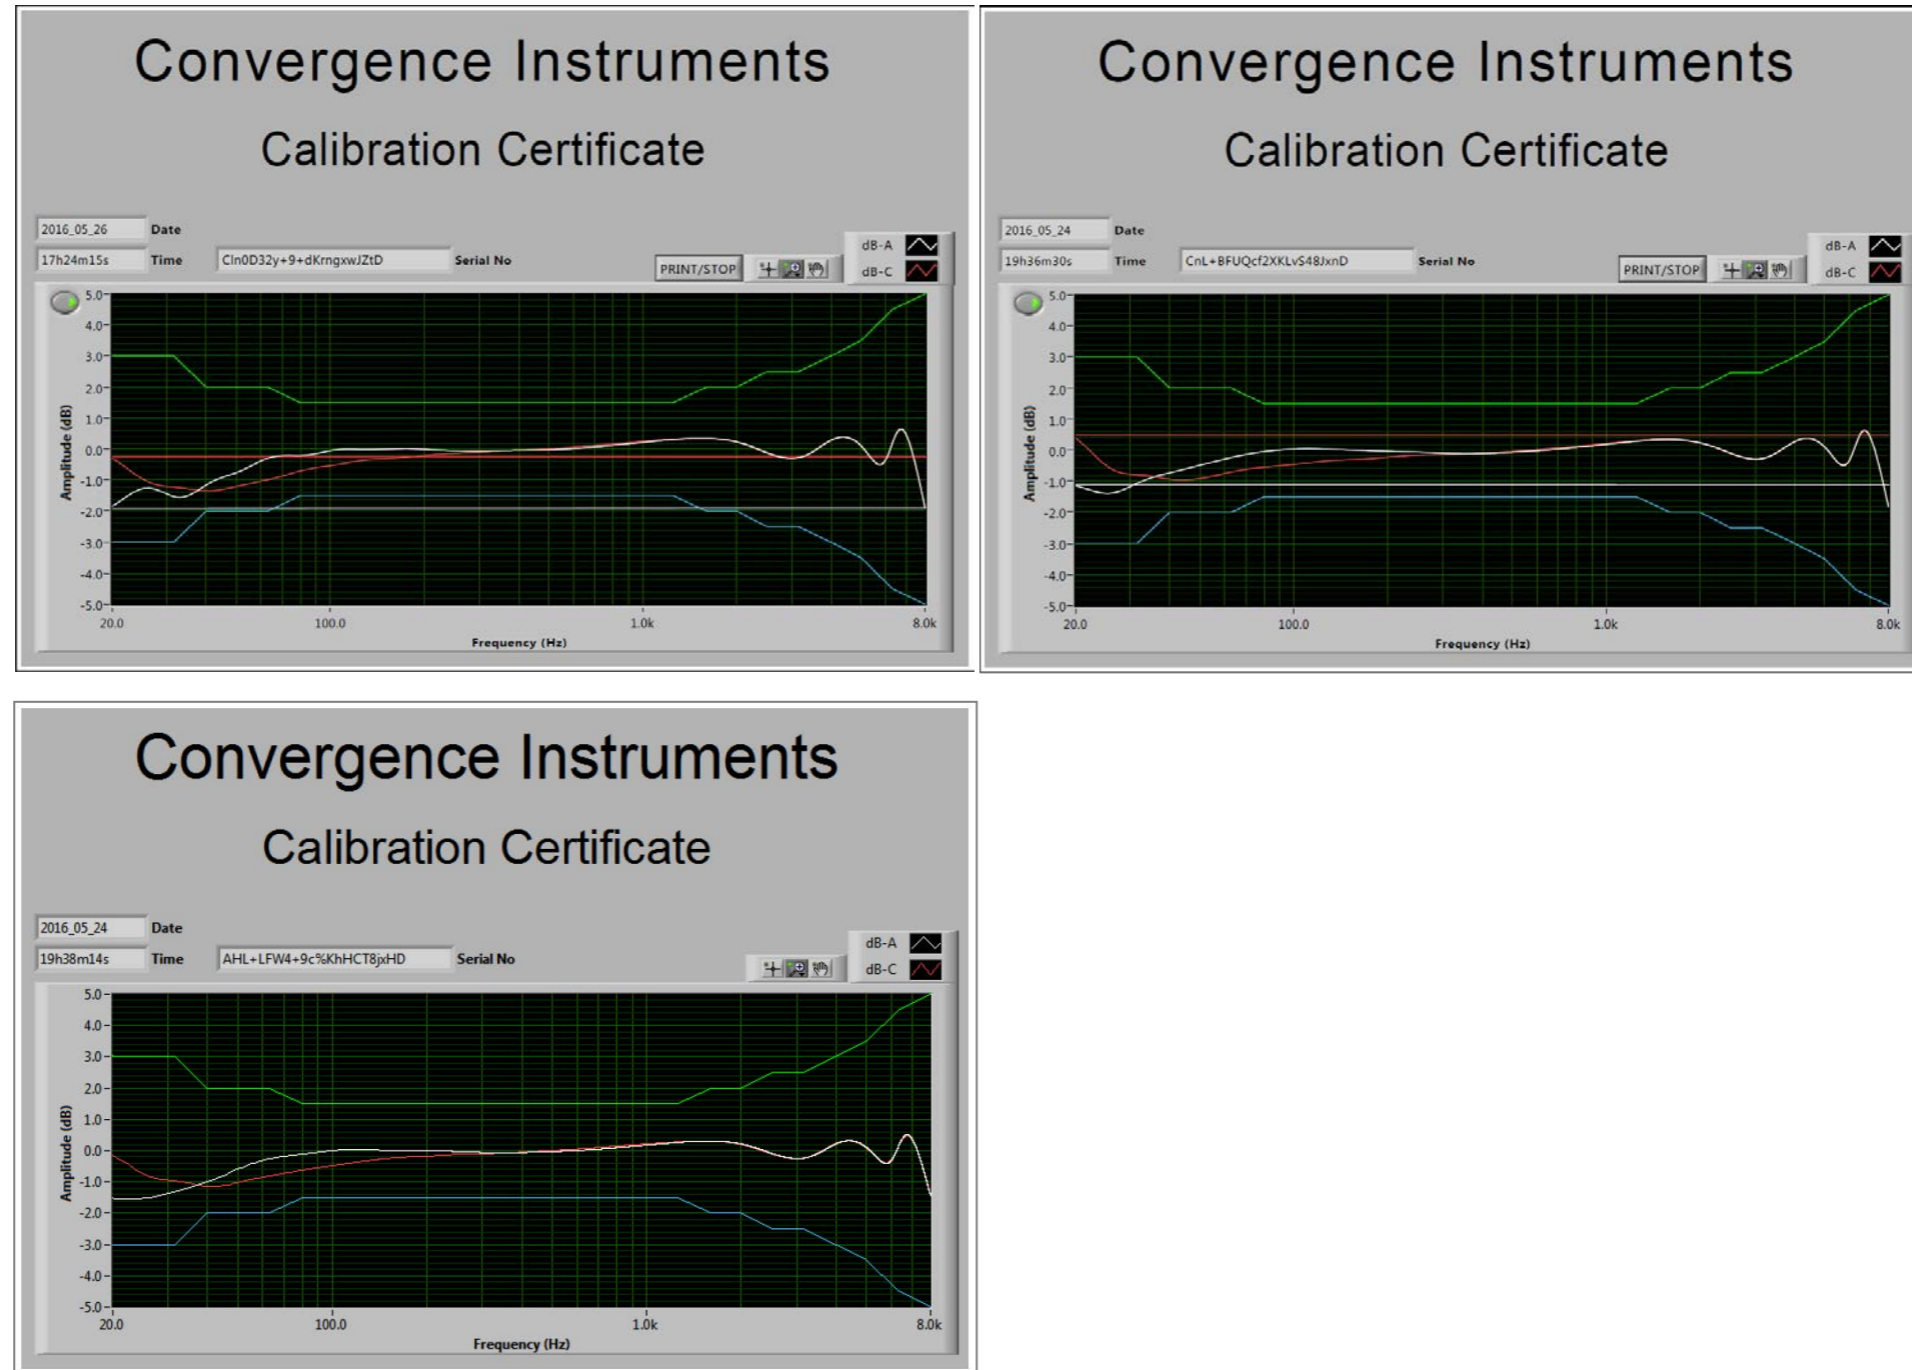 Convergence Instruments
Calibration Certificate
2016_05_26 Date
17h24m15s Time CIn0D32y+9+dKrngxwJZtD Serial No
PRINT/STOP
dB-A
dB-C
5.0
4.0
3.0
2.0
1.0
0.0
-1.0
-2.0
-3.0
-4.0
-5.0
Amplitude (dB)
20.0 100.0 1.0k 8.0k
Frequency (Hz)
Convergence Instruments
Calibration Certificate
2016_05_24 Date
19h36m30s Time CnL+BFUQcf2XKLvS48JxnD Serial No
PRINT/STOP
dB-A
dB-C
5.0
4.0
3.0
2.0
1.0
0.0
-1.0
-2.0
-3.0
-4.0
-5.0
Amplitude (dB)
20.0 100.0 1.0k 8.0k
Frequency (Hz)
Convergence Instruments
Calibration Certificate
2016_05_24 Date
19h38m14s Time AHL+LFW4+9c%KhHCT8jxHD Serial No
dB-A
dB-C
5.0
4.0
3.0
2.0
1.0
0.0
-1.0
-2.0
-3.0
-4.0
-5.0
Amplitude (dB)
20.0 100.0 1.0k 8.0k
Frequency (Hz)